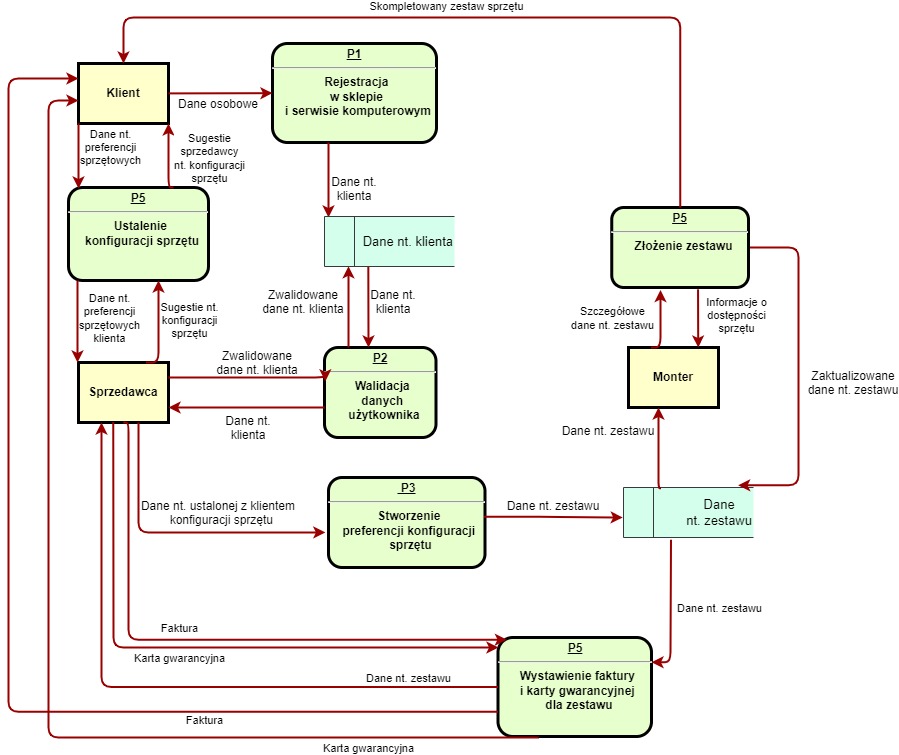 Skompletowany zestaw sprzętu
Klient
Dane osobowe
P1
Rejestracja
w sklepie
i serwisie komputerowym
Dane nt.
preferencji
sprzętowych
Sugestie
sprzedawcy
nt. konfiguracji
sprzętu
Dane nt.
klienta
P5
Ustalenie
konfiguracji sprzętu
Dane nt. klienta
P5
Złożenie zestawu
Dane nt.
preferencji
sprzętowych
klienta
Sugestie nt.
konfiguracji
sprzętu
Zwalidowane
dane nt. klienta
Dane nt.
klienta
Szczegółowe
dane nt. zestawu
Informacje o
dostępności
sprzętu
Sprzedawca
Zwalidowane
dane nt. klienta
P2
Walidacja
danych
użytkownika
Monter
Zaktualizowane
dane nt. zestawu
Dane nt.
klienta
Dane nt. zestawu
Dane nt. ustalonej z klientem
konfiguracji sprzętu
P3
Stworzenie
preferencji konfiguracji
sprzętu
Dane nt. zestawu
Dane
nt. zestawu
Dane nt. zestawu
Faktura
Karta gwarancyjna
Dane nt. zestawu
P5
Wystawienie faktury
i karty gwarancyjnej
dla zestawu
Faktura
Karta gwarancyjna